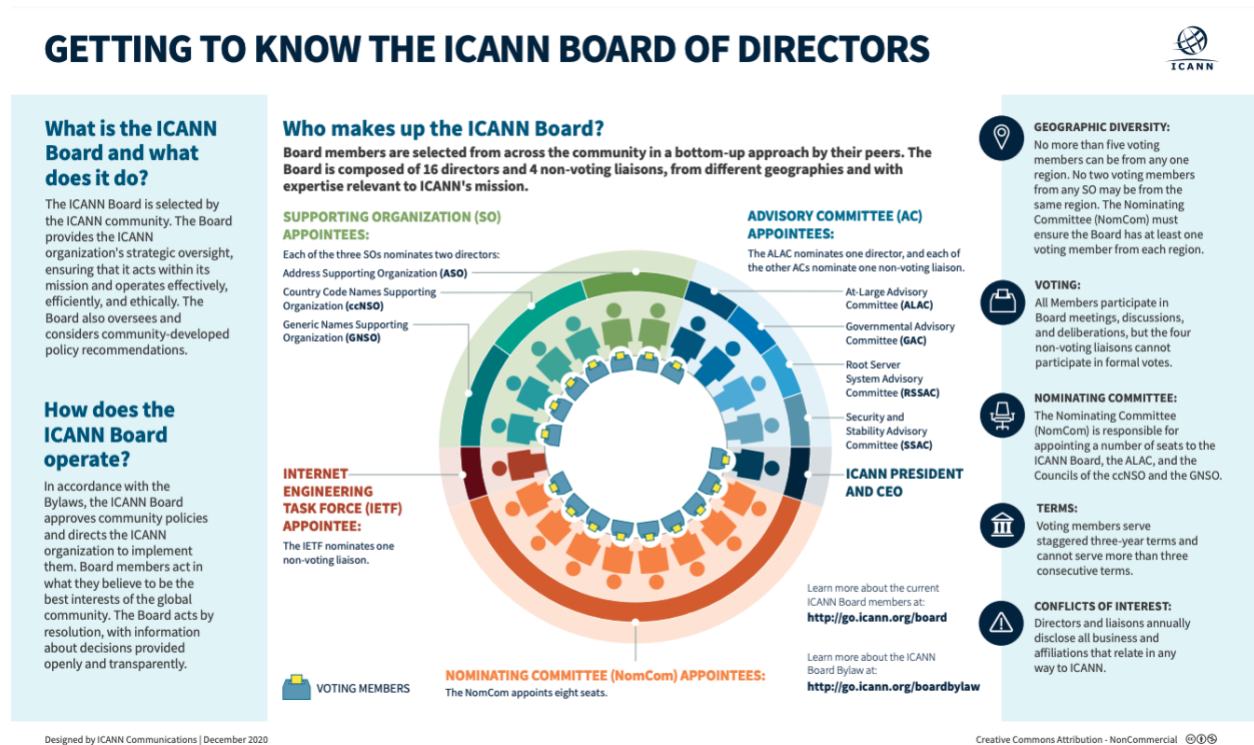 GETTING TO KNOW THE ICANN BOARD OF DIRECTORS
ICANN
What is the ICANN
Board and what
does it do?
The ICANN Board is selected by
the ICANN community. The Board
provides the ICANN
organization's strategic oversight,
ensuring that it acts within its
mission and operates effectively,
efficiently, and ethically. The
Board also oversees and
considers community-developed
policy recommendations.
How does the
ICANN Board
operate?
In accordance with the
Bylaws, the ICANN Board
approves community policies
and directs the ICANN
organization to implement
them. Board members act in
what they believe to be the
best interests of the global
community. The Board acts by
resolution, with information
about decisions provided
openly and transparently.
Who makes up the ICANN Board?
Board members are selected from across the community in a bottom-up approach by their peers. The
Board is composed of 16 directors and 4 non-voting liaisons, from different geographies and with
expertise relevant to ICANN's mission.
SUPPORTING ORGANIZATION (SO)
APPOINTEES:
Each of the three SOs nominates two directors:
Address Supporting Organization (ASO)
Country Code Names Supporting
Organization (ccNSO)
Generic Names Supporting
Organization (GNSO)
INTERNET
ENGINEERING
TASK FORCE (IETF)
APPOINTEE:
The IETF nominates one
non-voting liaison.
VOTING MEMBERS
NOMINATING COMMITTEE (NomCom) APPOINTEES:
The NomCom appoints eight seats.
ADVISORY COMMITTEE (AC)
APPOINTEES:
The ALAC nominates one director, and each of
the other ACs nominate one non-voting liaison.
At-Large Advisory
Committee (ALAC)
Governmental Advisory
Committee (GAC)
Root Server
System Advisory
Committee (RSSAC)
Security and
Stability Advisory
Committee (SSAC)
ICANN PRESIDENT
AND CEO
Learn more about the current
ICANN Board members at:
http://go.icann.org/board
Learn more about the ICANN
Board Bylaw at:
http://go.icann.org/boardbylaw
GEOGRAPHIC DIVERSITY:
No more than five voting
members can be from any one
region. No two voting members
from any SO may be from the
same region. The Nominating
Committee (NomCom) must
ensure the Board has at least one
voting member from each region.
VOTING:
All Members participate in
Board meetings, discussions,
and deliberations, but the four
non-voting liaisons cannot
participate in formal votes.
NOMINATING COMMITTEE:
The Nominating Committee
(NomCom) is responsible for
appointing a number of seats to the
ICANN Board, the ALAC, and the
Councils of the ccNSO and the GNSO.
TERMS:
Voting members serve
staggered three-year terms and
cannot serve more than three
consecutive terms.
CONFLICTS OF INTEREST:
Directors and liaisons annually
disclose all business and
affiliations that relate in any
way to ICANN.
Designed by ICANN Communications | December 2020
Creative Commons Attribution - NonCommercial